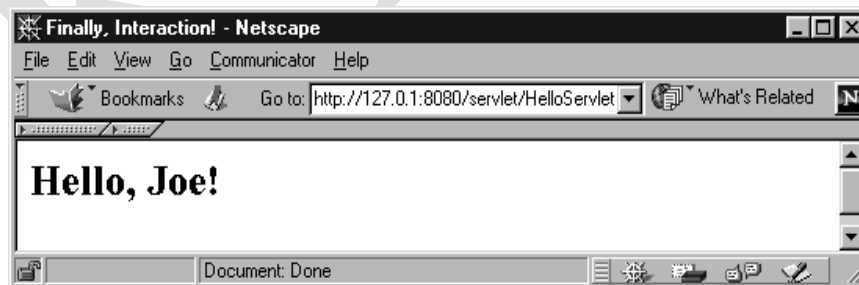 Finally, Interaction! - Netscape
File Edit View Go Communicator Help
Bookmarks Go to: http://127.0.1:8080/servlet/HelloServlet What's Related N
Hello, Joe!
Document: Done